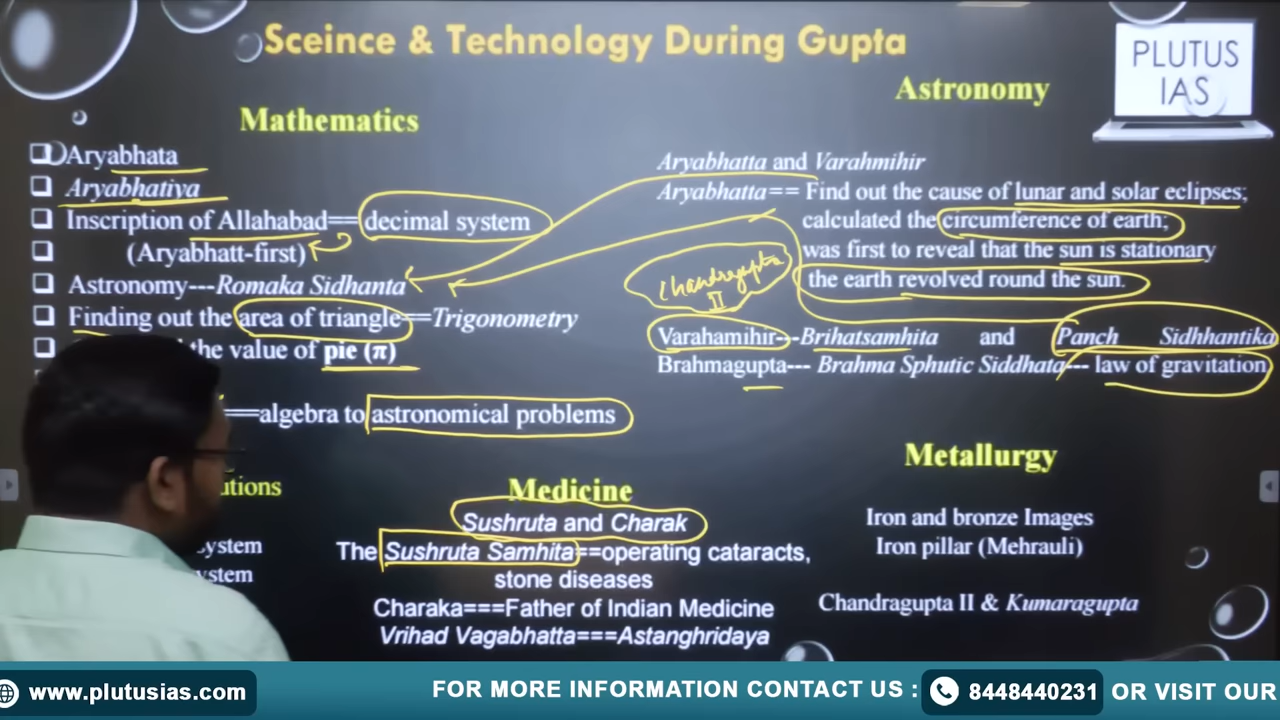 Sceince & Technology During Gupta
PLUTUS
IAS
Mathematics
Aryabhata
Aryabhatiya
Inscription of Allahabad== decimal system
(Aryabhatt-first)
Astronomy---Romaka Sidhanta
Finding out the area of triangle==Trigonometry
the value of pie (π)
==algebra to astronomical problems
Astronomy
Aryabhatta and Varahmihir
Aryabhatta== Find out the cause of lunar and solar eclipses;
calculated the circumference of earth;
was first to reveal that the sun is stationary
the earth revolved round the sun.
Chandragupta
II
Varahamihir---Brihatsamhita and Panch Sidhhantika
Brahmagupta--- Brahma Sphutic Siddhata--- law of gravitation
Medicine
Sushruta and Charak
The Sushruta Samhita==operating cataracts,
stone diseases
Charaka===Father of Indian Medicine
Vrihad Vagabhatta===Astanghridaya
Metallurgy
Iron and bronze Images
Iron pillar (Mehrauli)
Chandragupta II & Kumaragupta
www.plutusias.com
FOR MORE INFORMATION CONTACT US :
8448440231
OR VISIT OUR